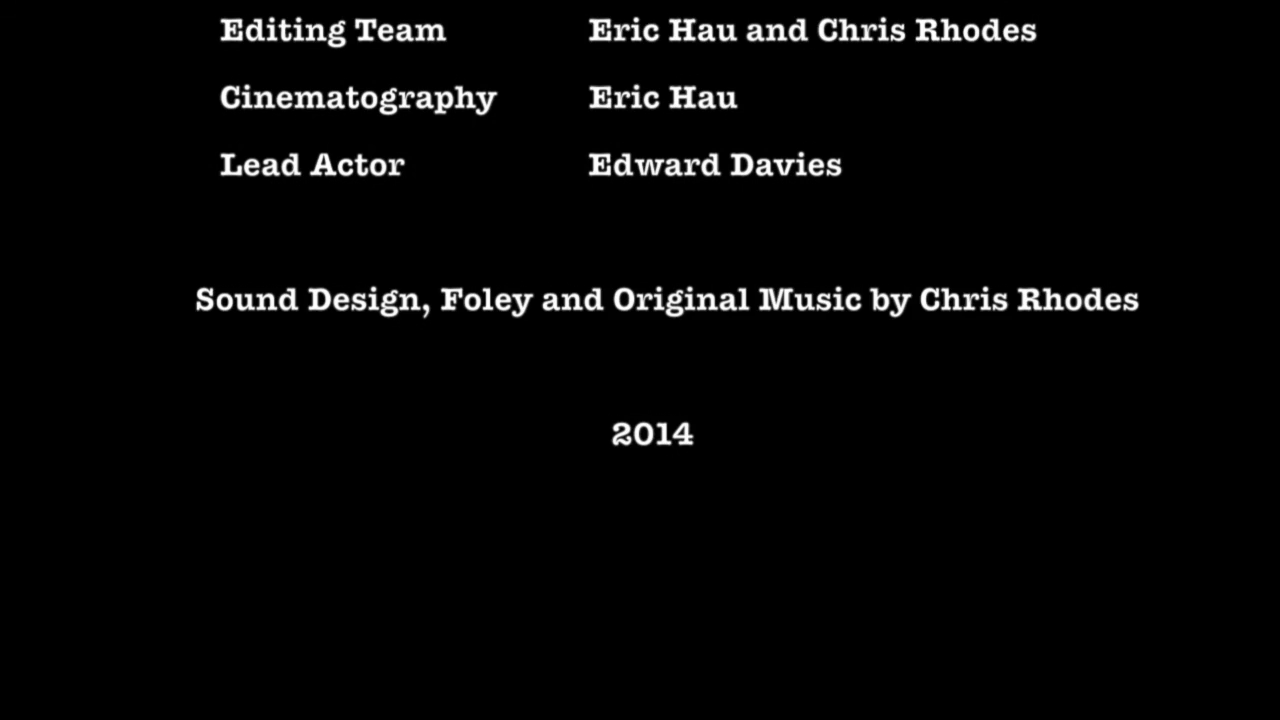 Editing Team Eric Hau and Chris Rhodes
Cinematography Eric Hau
Lead Actor Edward Davies
Sound Design, Foley and Original Music by Chris Rhodes
2014